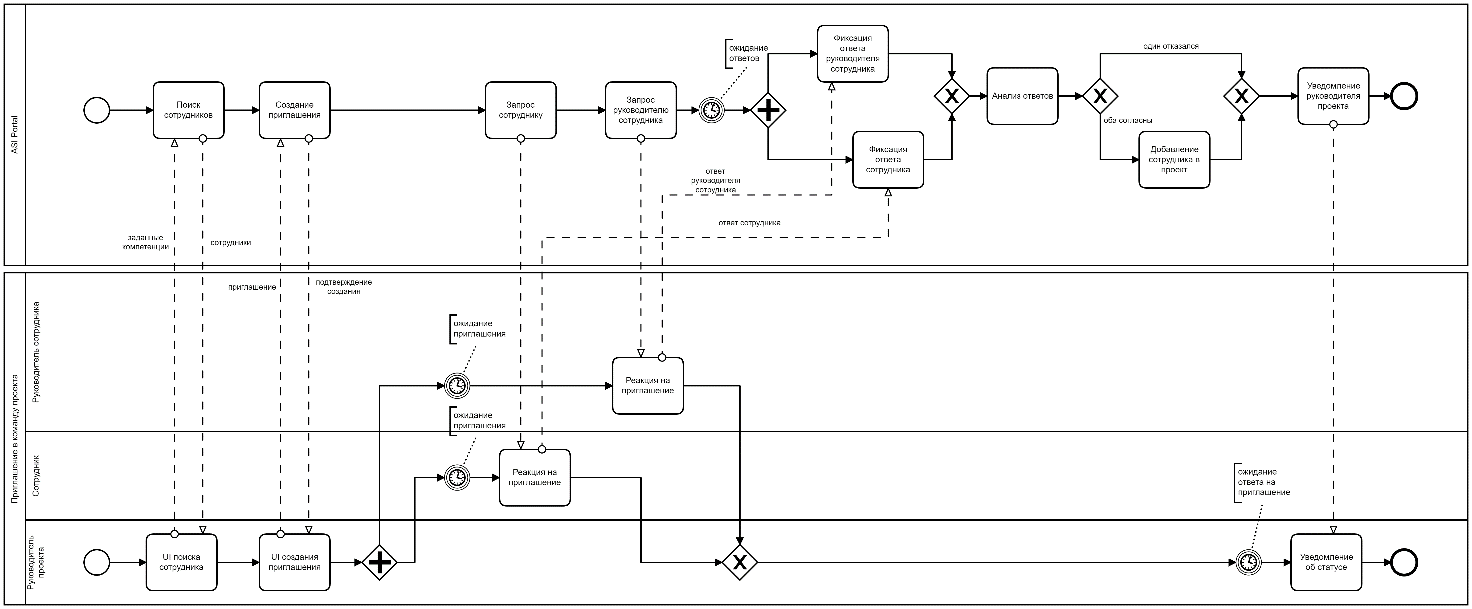 ASI Portal
Поиск
сотрудников
Создание
приглашения
Запрос
сотруднику
Запрос
руководителю
сотрудника
ожидание
ответов
Фиксация
ответа
руководителя
сотрудника
Фиксация
ответа
сотрудника
Анализ ответов
один отказался
оба согласны
Добавление
сотрудника в
проект
Уведомление
руководителя
проекта
ответ
руководителя
сотрудника
ответ сотрудника
заданные
компетенции
сотрудники
приглашение
подтверждение
создания
Приглашение в команду проекта
Руководитель сотрудника
ожидание
приглашения
Реакция на
приглашение
Сотрудник
ожидание
приглашения
Реакция на
приглашение
ожидание
ответа на
приглашение
Руководитель
проекта
UI поиска
сотрудника
UI создания
приглашения
Уведомление
об статусе